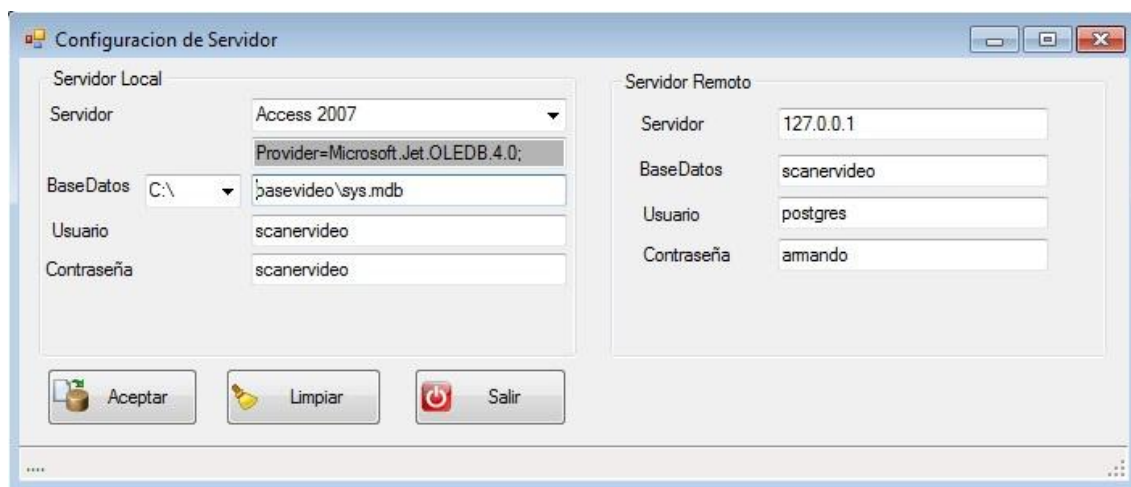 Configuracion de Servidor
Servidor Local
Servidor Access 2007
Provider=Microsoft.Jet.OLEDB.4.0;
BaseDatos C:\ basevideo\sys.mdb
Usuario scanervideo
Contraseña scanervideo
Servidor Remoto
Servidor 127.0.0.1
BaseDatos scanervideo
Usuario postgres
Contraseña armando
Aceptar Limpiar Salir
....